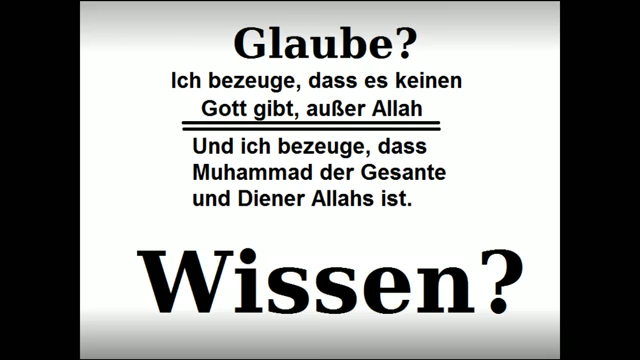 Glaube?
Ich bezeuge, dass es keinen
Gott gibt, außer Allah
Und ich bezeuge, dass
Muhammad der Gesante
und Diener Allahs ist.
Wissen?